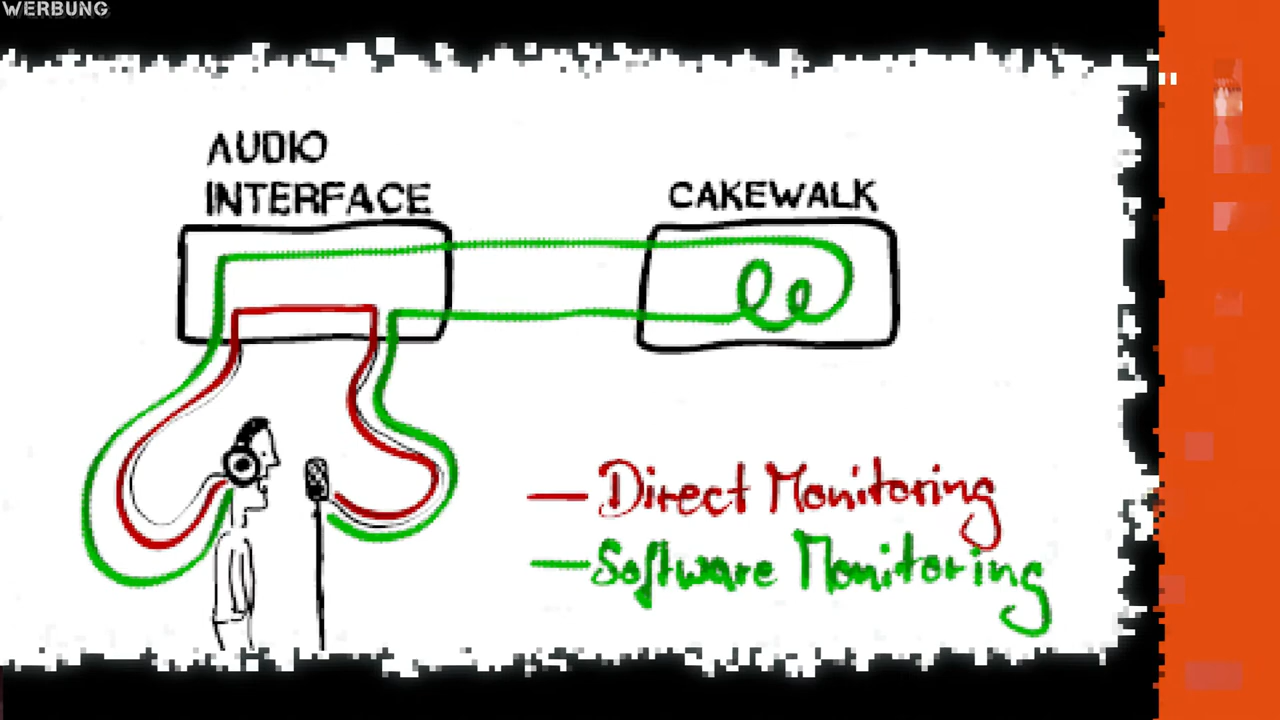 WERBUNG
AUDIO
INTERFACE
CAKEWALK
Direct Monitoring
Software Monitoring